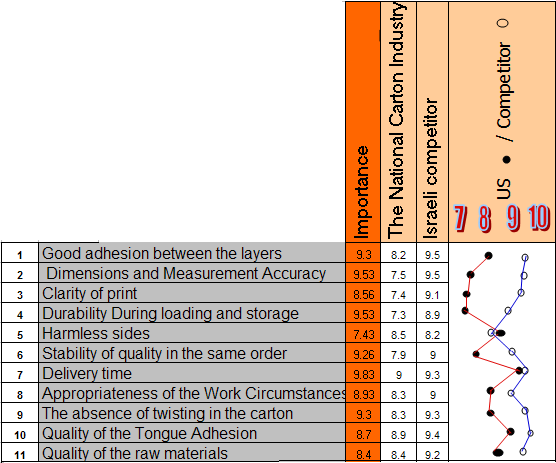 Importance
The National Carton Industry
Israeli competitor
US ● / Competitor ○
7 8 9 10
1 Good adhesion between the layers 9.3 8.2 9.5
2 Dimensions and Measurement Accuracy 9.53 7.5 9.5
3 Clarity of print 8.56 7.4 9.1
4 Durability During loading and storage 9.53 7.3 8.9
5 Harmless sides 7.43 8.5 8.2
6 Stability of quality in the same order 9.26 7.9 9
7 Delivery time 9.83 9 9.3
8 Appropriateness of the Work Circumstances 8.93 8.3 9
9 The absence of twisting in the carton 9.3 8.3 9.3
10 Quality of the Tongue Adhesion 8.7 8.9 9.4
11 Quality of the raw materials 8.4 8.4 9.2